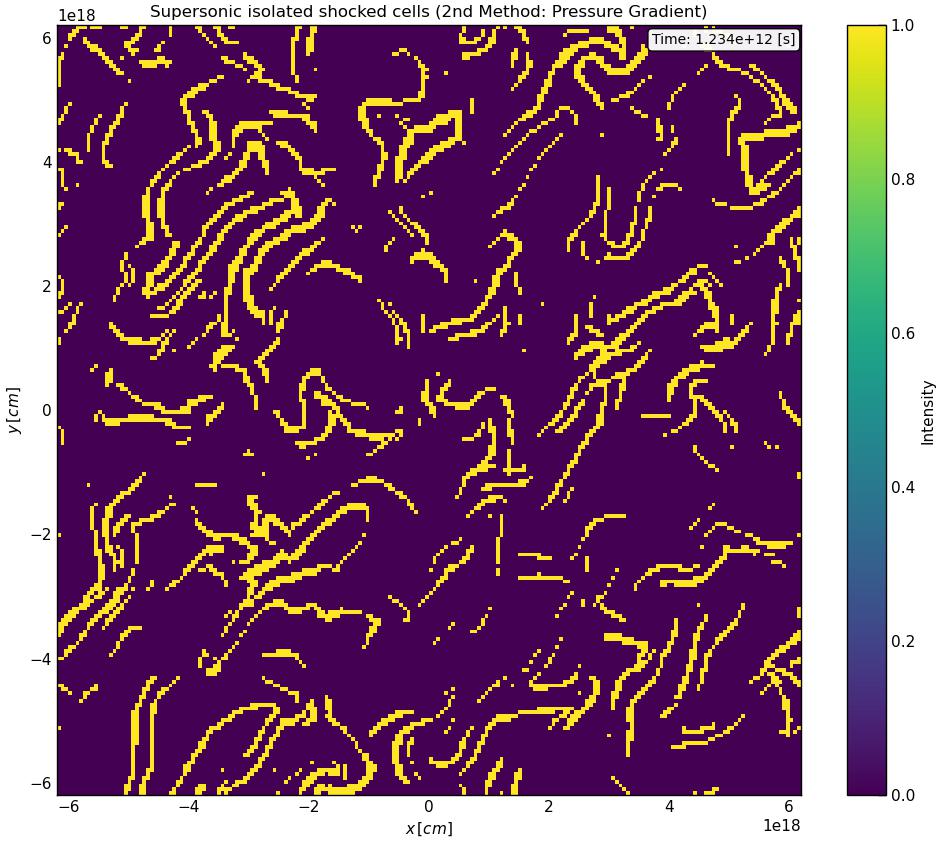 Supersonic isolated shocked cells (2nd Method: Pressure Gradient)
1e18
Time: 1.234e+12 [s]
6
4
2
0
−2
−4
−6
y [cm]
−6 −4 −2 0 2 4 6
x [cm]
1e18
1.0
0.8
0.6
0.4
0.2
0.0
Intensity